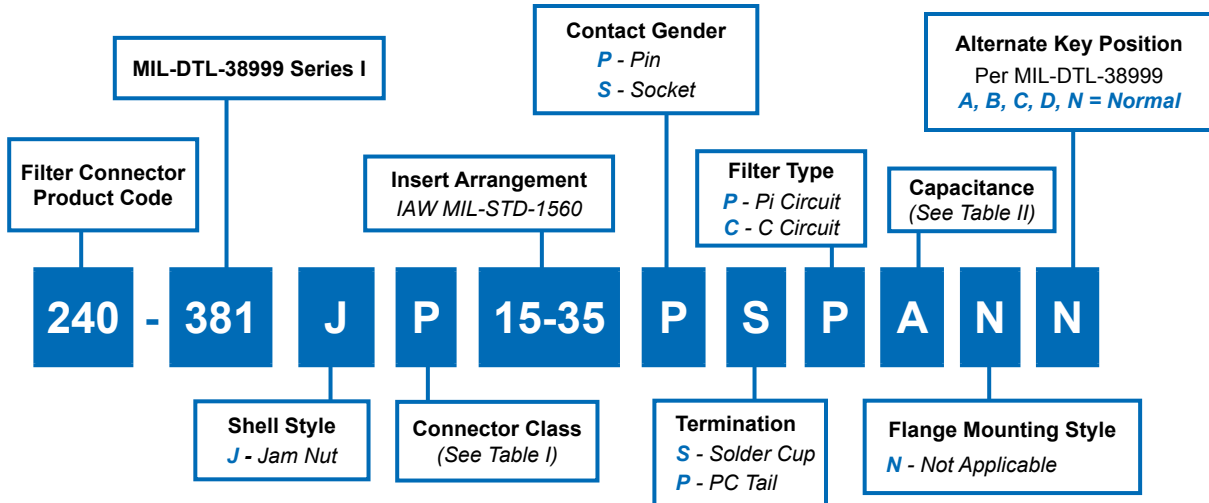 Contact Gender
P - Pin
S - Socket
Alternate Key Position
Per MIL-DTL-38999
A, B, C, D, N = Normal
MIL-DTL-38999 Series I
Filter Connector
Product Code
Insert Arrangement
IAW MIL-STD-1560
Filter Type
P - Pi Circuit
C - C Circuit
Capacitance
(See Table II)
240 - 381 J P 15-35 P S P A N N
Shell Style
J - Jam Nut
Connector Class
(See Table I)
Termination
S - Solder Cup
P - PC Tail
Flange Mounting Style
N - Not Applicable